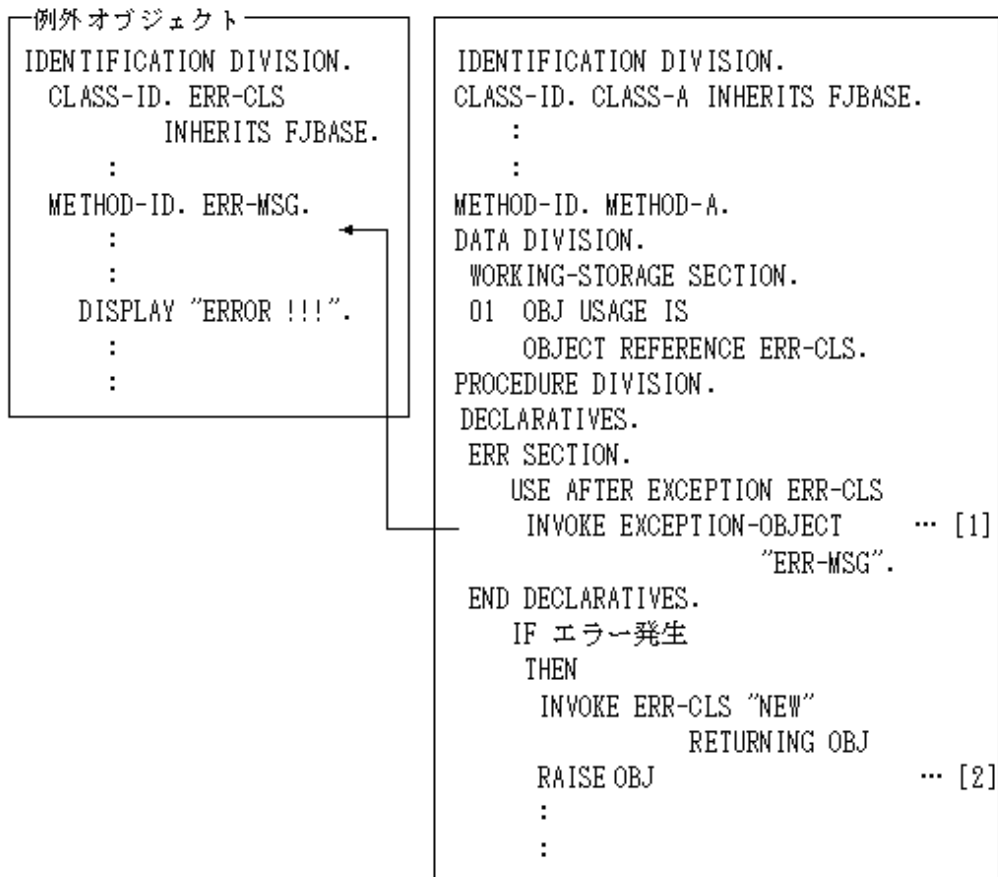 例外オブジェクト
IDENTIFICATION DIVISION.
CLASS-ID. ERR-CLS
INHERITS FJBASE.
:
METHOD-ID. ERR-MSG.
:
:
DISPLAY "ERROR !!!".
:
:
IDENTIFICATION DIVISION.
CLASS-ID. CLASS-A INHERITS FJBASE.
:
:
METHOD-ID. METHOD-A.
DATA DIVISION.
WORKING-STORAGE SECTION.
01 OBJ USAGE IS
OBJECT REFERENCE ERR-CLS.
PROCEDURE DIVISION.
DECLARATIVES.
ERR SECTION.
USE AFTER EXCEPTION ERR-CLS
INVOKE EXCEPTION-OBJECT … [1]
"ERR-MSG".
END DECLARATIVES.
IF エラー発生
THEN
INVOKE ERR-CLS "NEW"
RETURNING OBJ
RAISE OBJ … [2]
:
: